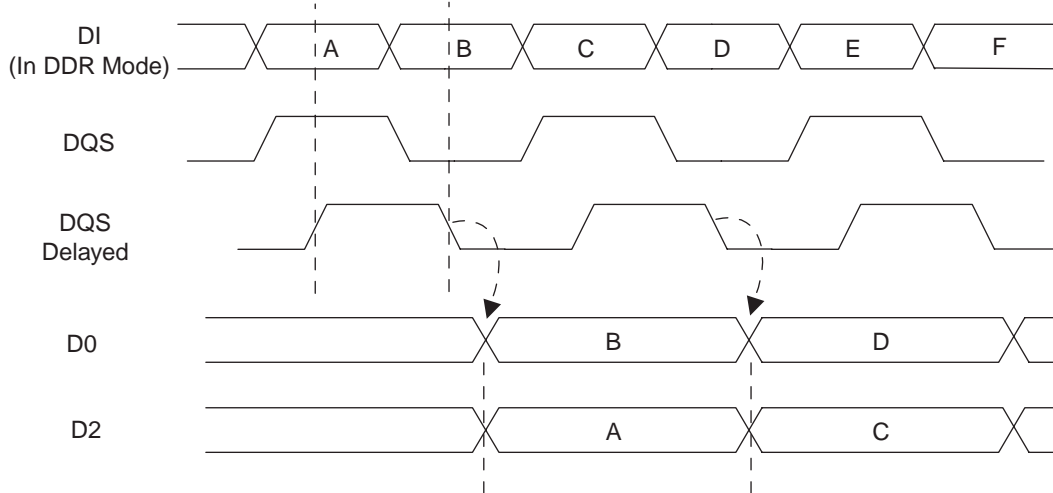 DI
(In DDR Mode)
A B C D E F
DQS
DQS
Delayed
D0
B D
D2
A C